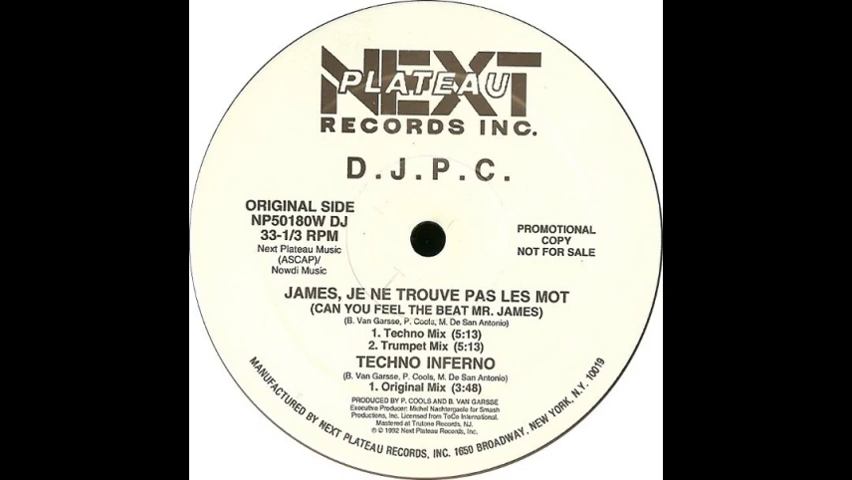 NEXT
PLATEAU
RECORDS INC.
D.J.P.C.
ORIGINAL SIDE
NP50180W DJ
33-1/3 RPM
Next Plateau Music
(ASCAP)/
Nowdi Music
PROMOTIONAL
COPY
NOT FOR SALE
JAMES, JE NE TROUVE PAS LES MOT
(CAN YOU FEEL THE BEAT MR. JAMES)
(B. Van Garsse, P. Cools, M. De San Antonio)
1. Techno Mix (5:13)
2. Trumpet Mix (5:13)
TECHNO INFERNO
(B. Van Garsse, P. Cools, M. De San Antonio)
1. Original Mix (3:48)
PRODUCED BY P. COOLS AND B. VAN GARSSE
Executive Producer: Michel Nachtergaele for Smash
Productions, Inc. Licensed from ToCo International.
Mastered at Trutone Records, NJ.
℗ © 1992 Next Plateau Records, Inc.
MANUFACTURED BY NEXT PLATEAU RECORDS, INC. 1650 BROADWAY, NEW YORK, N.Y. 10019